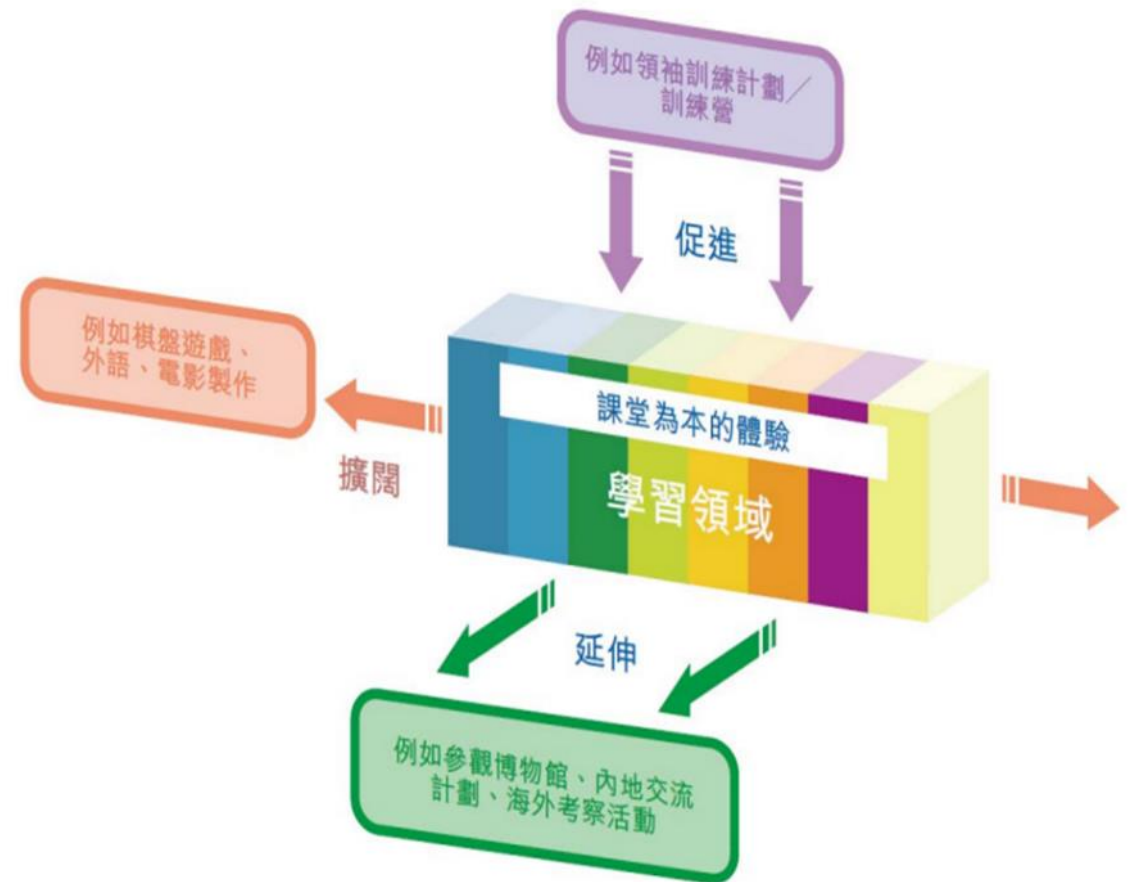 例如領袖訓練計劃／
訓練營
促進
例如棋盤遊戲、
外語、電影製作
擴闊
課堂為本的體驗
學習領域
延伸
例如參觀博物館、內地交流
計劃、海外考察活動